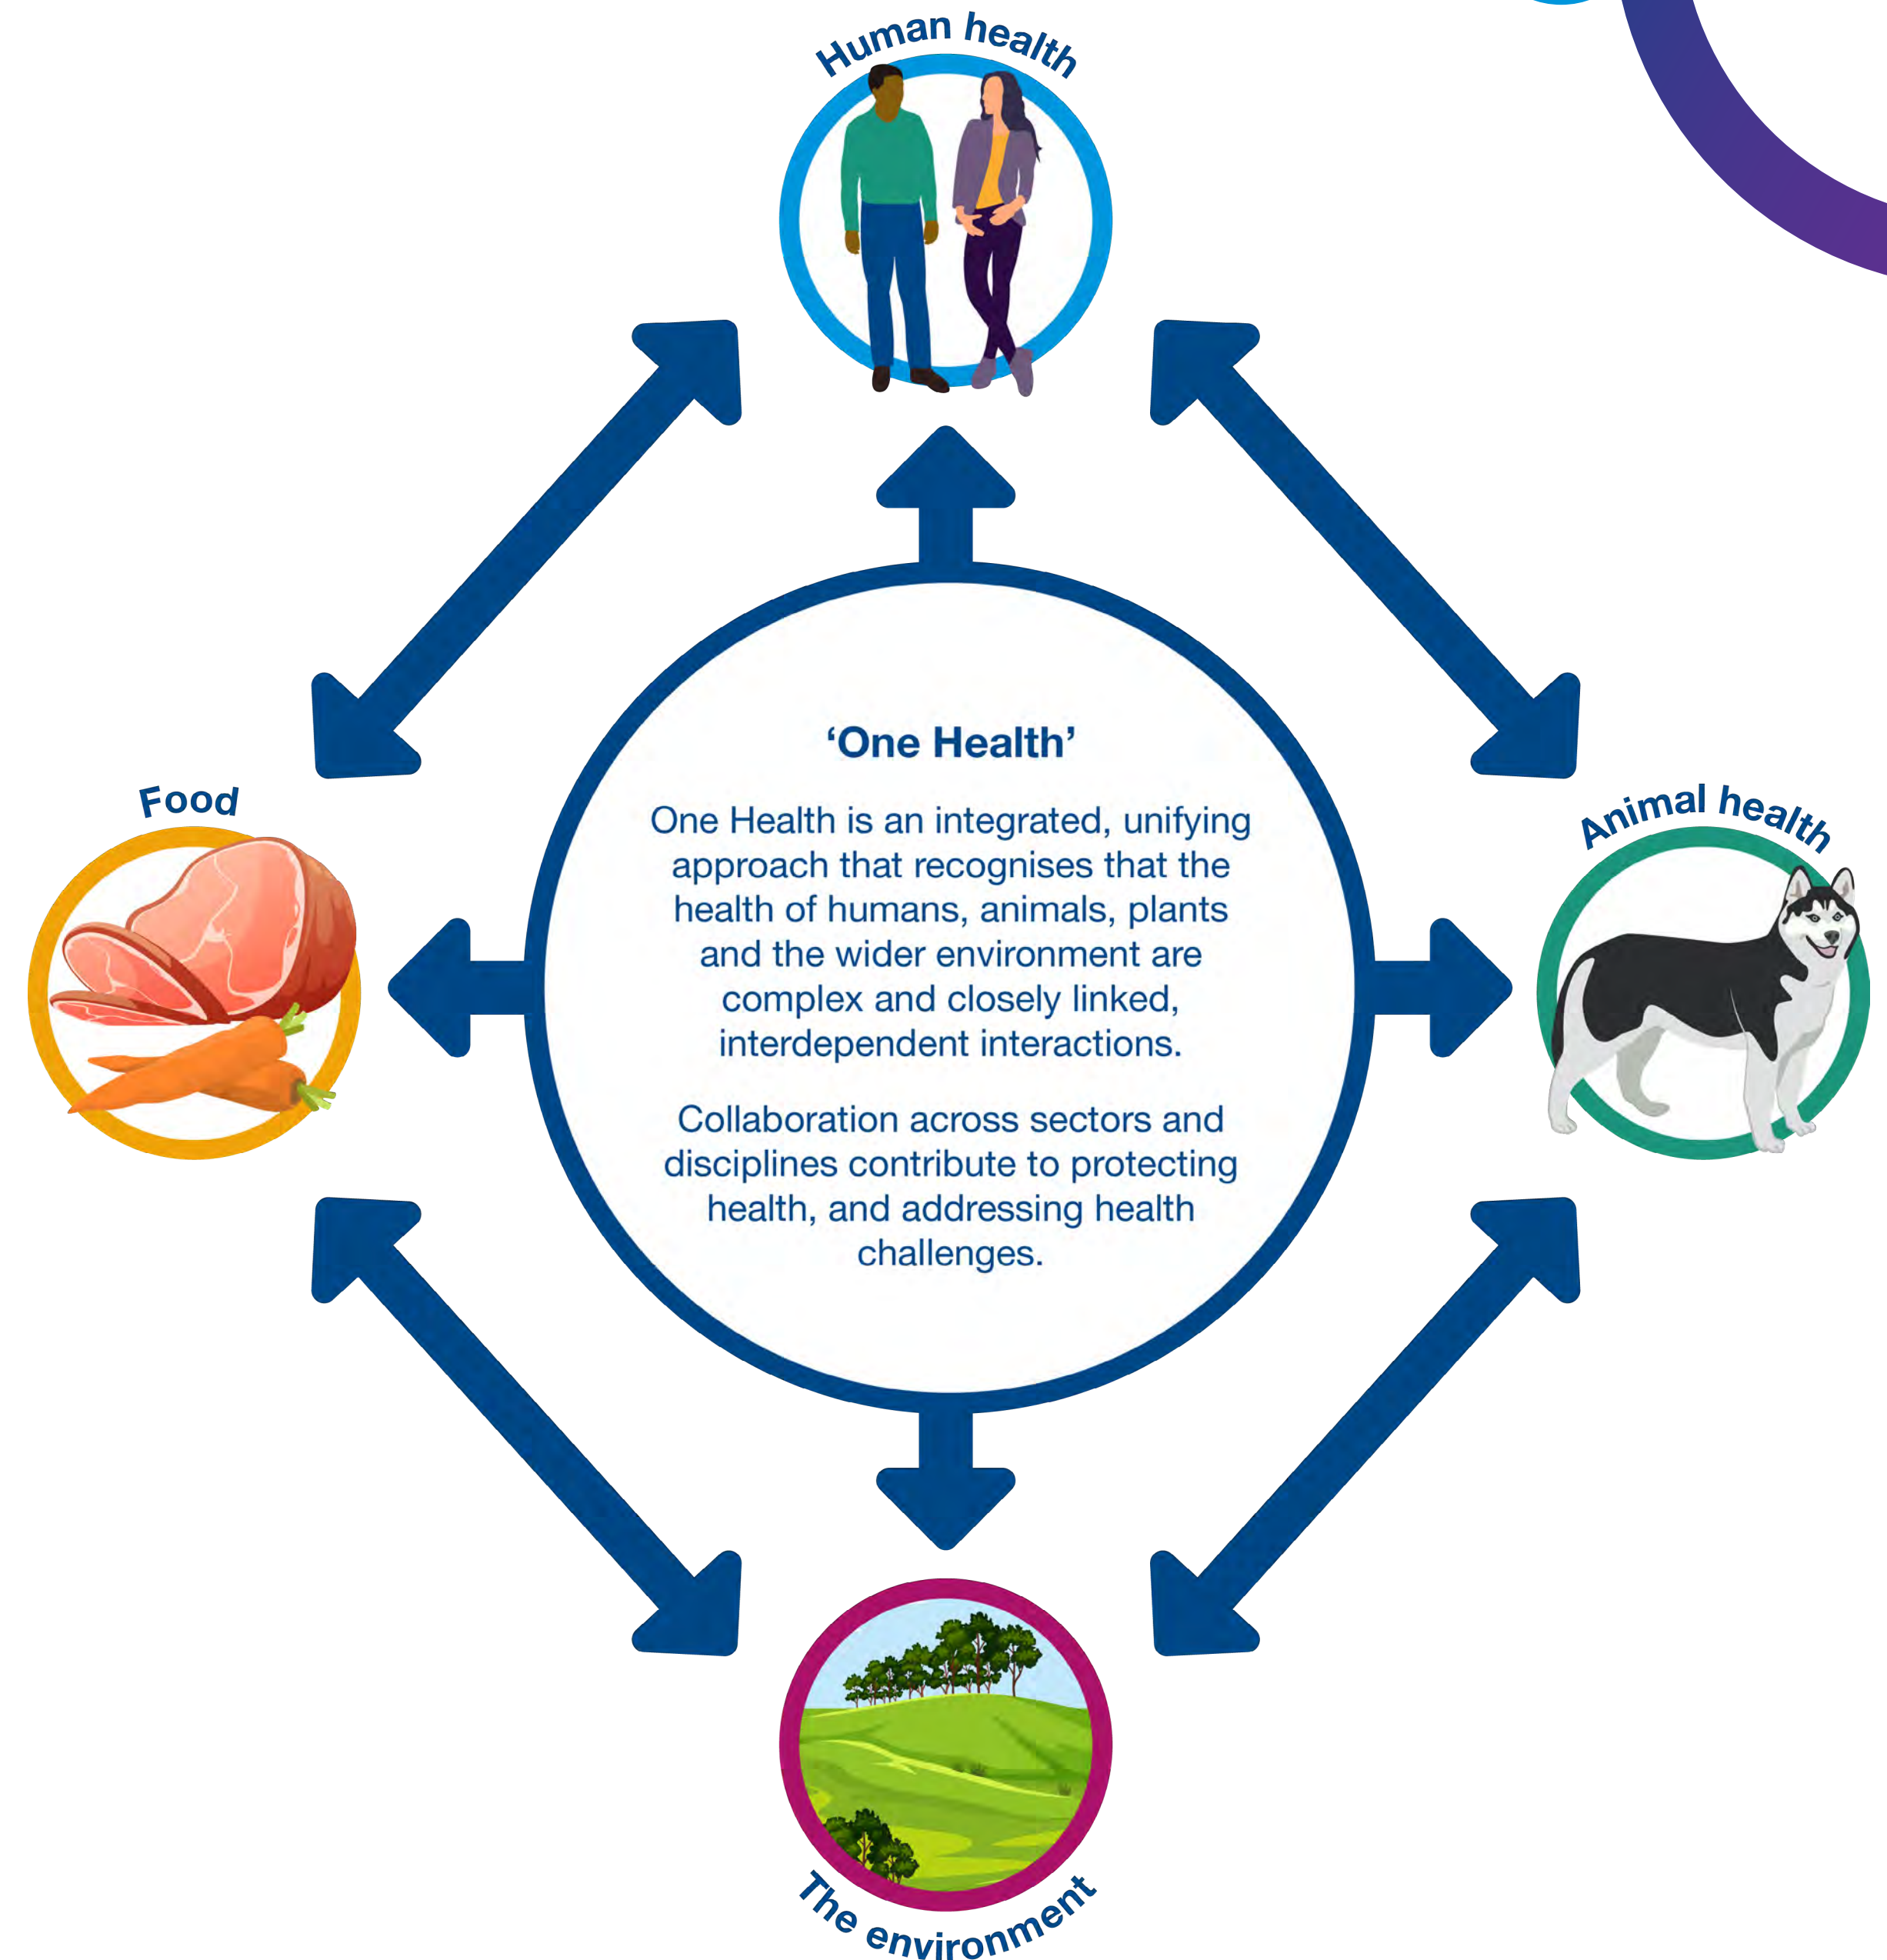 Human health
Food
Animal health
‘One Health’
One Health is an integrated, unifying
approach that recognises that the
health of humans, animals, plants
and the wider environment are
complex and closely linked,
interdependent interactions.
Collaboration across sectors and
disciplines contribute to protecting
health, and addressing health
challenges.
The environment